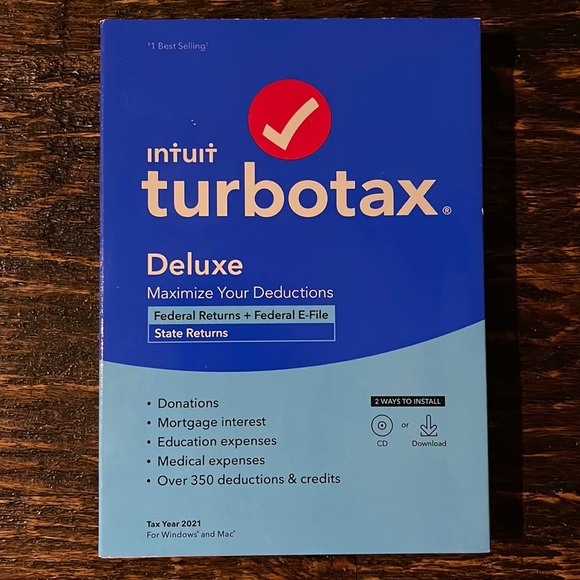 #1 Best Selling¹
intuit
turbotax®
Deluxe
Maximize Your Deductions
Federal Returns + Federal E-File
State Returns
• Donations
• Mortgage interest
• Education expenses
• Medical expenses
• Over 350 deductions & credits
2 WAYS TO INSTALL
CD or Download
Tax Year 2021
For Windows® and Mac®